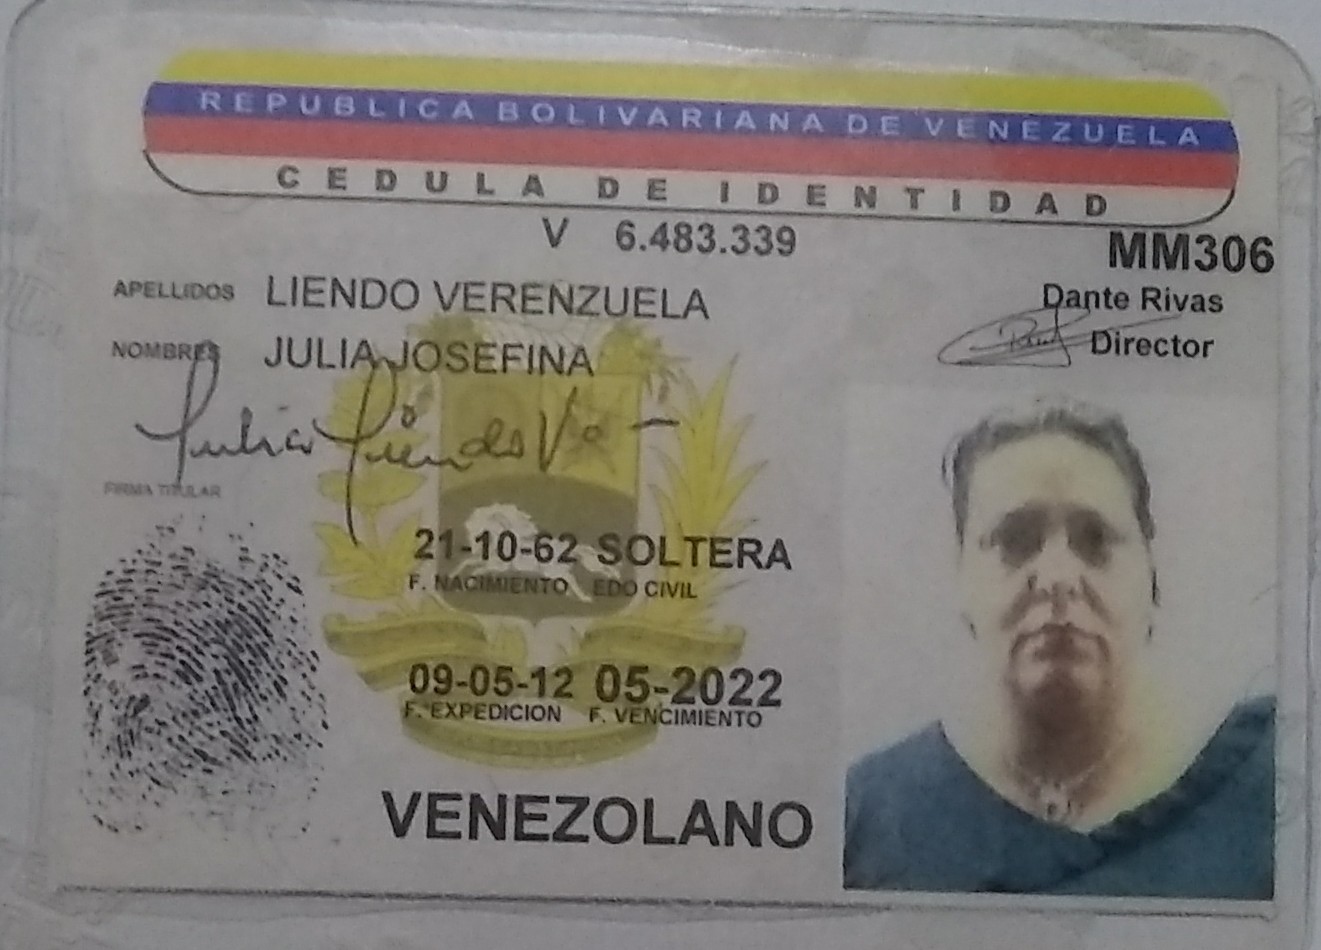 REPUBLICA BOLIVARIANA DE VENEZUELA
CEDULA DE IDENTIDAD
V 6.483.339
MM306
APELLIDOS LIENDO VERENZUELA
Dante Rivas
Director
NOMBRES JULIA JOSEFINA
Julia Liendo V
FIRMA TITULAR
21-10-62 SOLTERA
F. NACIMIENTO EDO CIVIL
09-05-12 05-2022
F. EXPEDICION F. VENCIMIENTO
VENEZOLANO